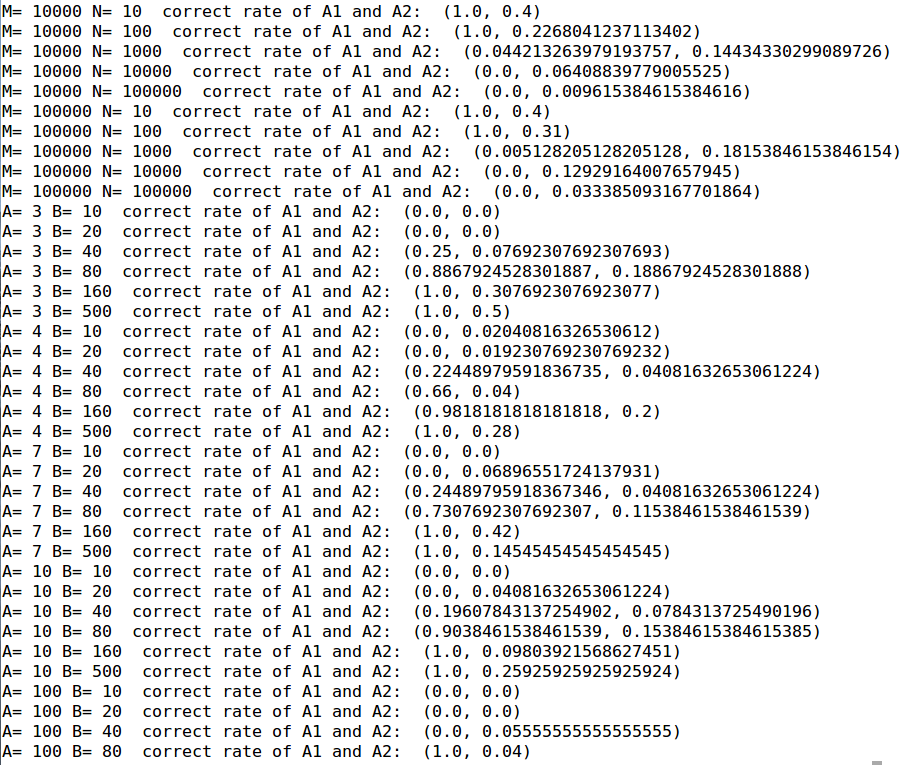 M= 10000 N= 10  correct rate of A1 and A2:  (1.0, 0.4)
M= 10000 N= 100  correct rate of A1 and A2:  (1.0, 0.2268041237113402)
M= 10000 N= 1000  correct rate of A1 and A2:  (0.044213263979193757, 0.14434330299089726)
M= 10000 N= 10000  correct rate of A1 and A2:  (0.0, 0.06408839779005525)
M= 10000 N= 100000  correct rate of A1 and A2:  (0.0, 0.009615384615384616)
M= 100000 N= 10  correct rate of A1 and A2:  (1.0, 0.4)
M= 100000 N= 100  correct rate of A1 and A2:  (1.0, 0.31)
M= 100000 N= 1000  correct rate of A1 and A2:  (0.005128205128205128, 0.18153846153846154)
M= 100000 N= 10000  correct rate of A1 and A2:  (0.0, 0.12929164007657945)
M= 100000 N= 100000  correct rate of A1 and A2:  (0.0, 0.033385093167701864)
A= 3 B= 10  correct rate of A1 and A2:  (0.0, 0.0)
A= 3 B= 20  correct rate of A1 and A2:  (0.0, 0.0)
A= 3 B= 40  correct rate of A1 and A2:  (0.25, 0.07692307692307693)
A= 3 B= 80  correct rate of A1 and A2:  (0.8867924528301887, 0.18867924528301888)
A= 3 B= 160  correct rate of A1 and A2:  (1.0, 0.3076923076923077)
A= 3 B= 500  correct rate of A1 and A2:  (1.0, 0.5)
A= 4 B= 10  correct rate of A1 and A2:  (0.0, 0.02040816326530612)
A= 4 B= 20  correct rate of A1 and A2:  (0.0, 0.019230769230769232)
A= 4 B= 40  correct rate of A1 and A2:  (0.22448979591836735, 0.04081632653061224)
A= 4 B= 80  correct rate of A1 and A2:  (0.66, 0.04)
A= 4 B= 160  correct rate of A1 and A2:  (0.9818181818181818, 0.2)
A= 4 B= 500  correct rate of A1 and A2:  (1.0, 0.28)
A= 7 B= 10  correct rate of A1 and A2:  (0.0, 0.0)
A= 7 B= 20  correct rate of A1 and A2:  (0.0, 0.06896551724137931)
A= 7 B= 40  correct rate of A1 and A2:  (0.24489795918367346, 0.04081632653061224)
A= 7 B= 80  correct rate of A1 and A2:  (0.7307692307692307, 0.11538461538461539)
A= 7 B= 160  correct rate of A1 and A2:  (1.0, 0.42)
A= 7 B= 500  correct rate of A1 and A2:  (1.0, 0.14545454545454545)
A= 10 B= 10  correct rate of A1 and A2:  (0.0, 0.0)
A= 10 B= 20  correct rate of A1 and A2:  (0.0, 0.04081632653061224)
A= 10 B= 40  correct rate of A1 and A2:  (0.19607843137254902, 0.0784313725490196)
A= 10 B= 80  correct rate of A1 and A2:  (0.9038461538461539, 0.15384615384615385)
A= 10 B= 160  correct rate of A1 and A2:  (1.0, 0.09803921568627451)
A= 10 B= 500  correct rate of A1 and A2:  (1.0, 0.25925925925925924)
A= 100 B= 10  correct rate of A1 and A2:  (0.0, 0.0)
A= 100 B= 20  correct rate of A1 and A2:  (0.0, 0.0)
A= 100 B= 40  correct rate of A1 and A2:  (0.0, 0.05555555555555555)
A= 100 B= 80  correct rate of A1 and A2:  (1.0, 0.04)